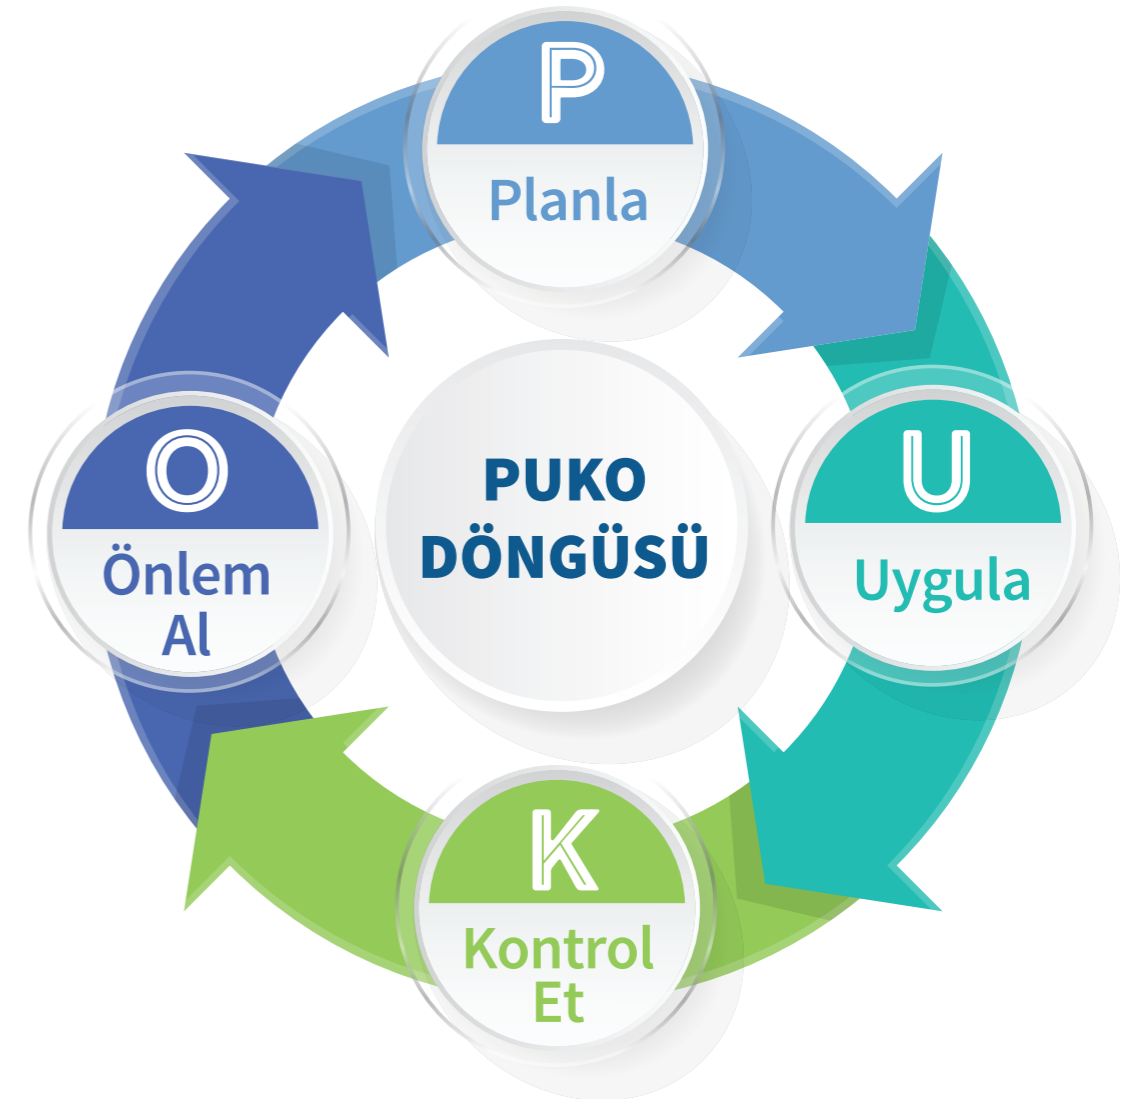 P
Planla
PUKO
DÖNGÜSÜ
U
Uygula
K
Kontrol
Et
O
Önlem
Al